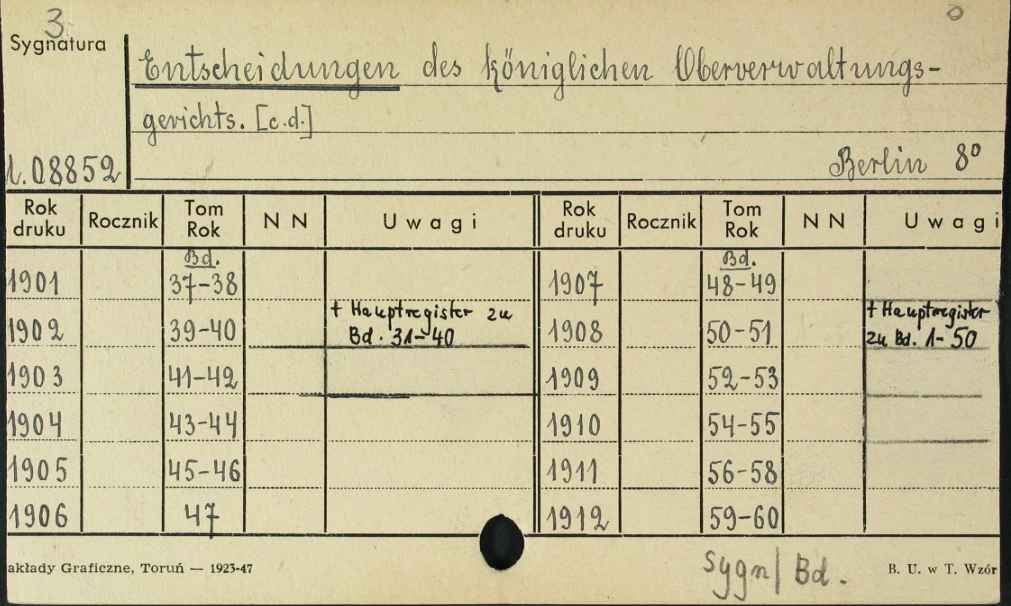 3
Sygnatura
Entscheidungen des königlichen Oberverwaltungs-
gerichts. [c.d.]
1.08852
Berlin 8º
Rok druku Rocznik Tom Rok N N Uwagi Rok druku Rocznik Tom Rok N N Uwagi
Bd. Bd.
1901 37-38 1907 48-49
1902 39-40 + Hauptregister zu Bd. 31-40 1908 50-51 + Hauptregister zu Bd. 1-50
1903 41-42 1909 52-53
1904 43-44 1910 54-55
1905 45-46 1911 56-58
1906 47 1912 59-60
akłady Graficzne, Toruń — 1923-47
Sygn/Bd.
B. U. w T. Wzór